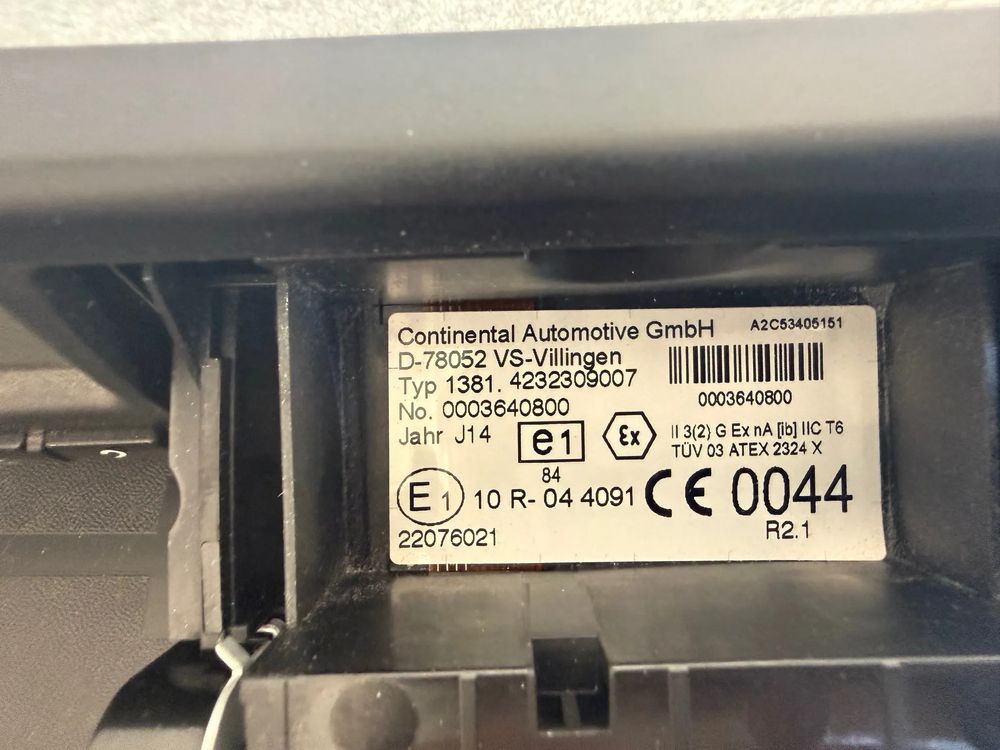 Continental Automotive GmbH
A2C53405151
D-78052 VS-Villingen
Typ 1381. 4232309007
No. 0003640800
0003640800
Jahr J14
e1
84
Ex
II 3(2) G Ex nA [ib] IIC T6
TÜV 03 ATEX 2324 X
E1 10 R- 04 4091
CE 0044
22076021
R2.1